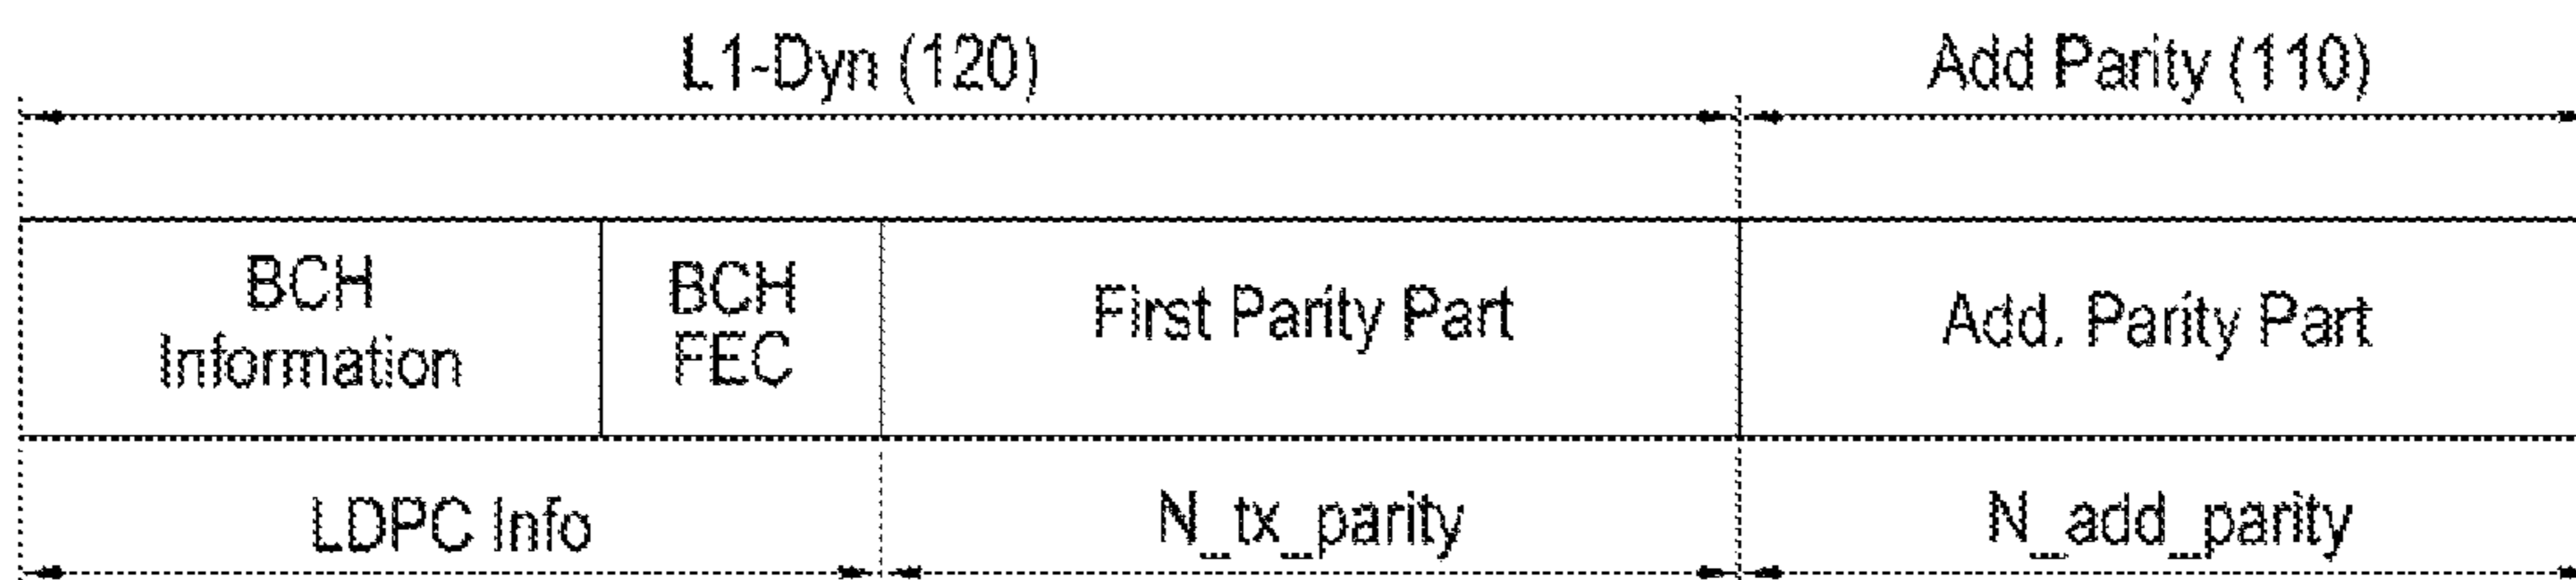 L1-Dyn (120)
Add Parity (110)
BCH
Information
BCH
FEC
First Parity Part
Add. Parity Part
LDPC Info
N_tx_parity
N_add_parity